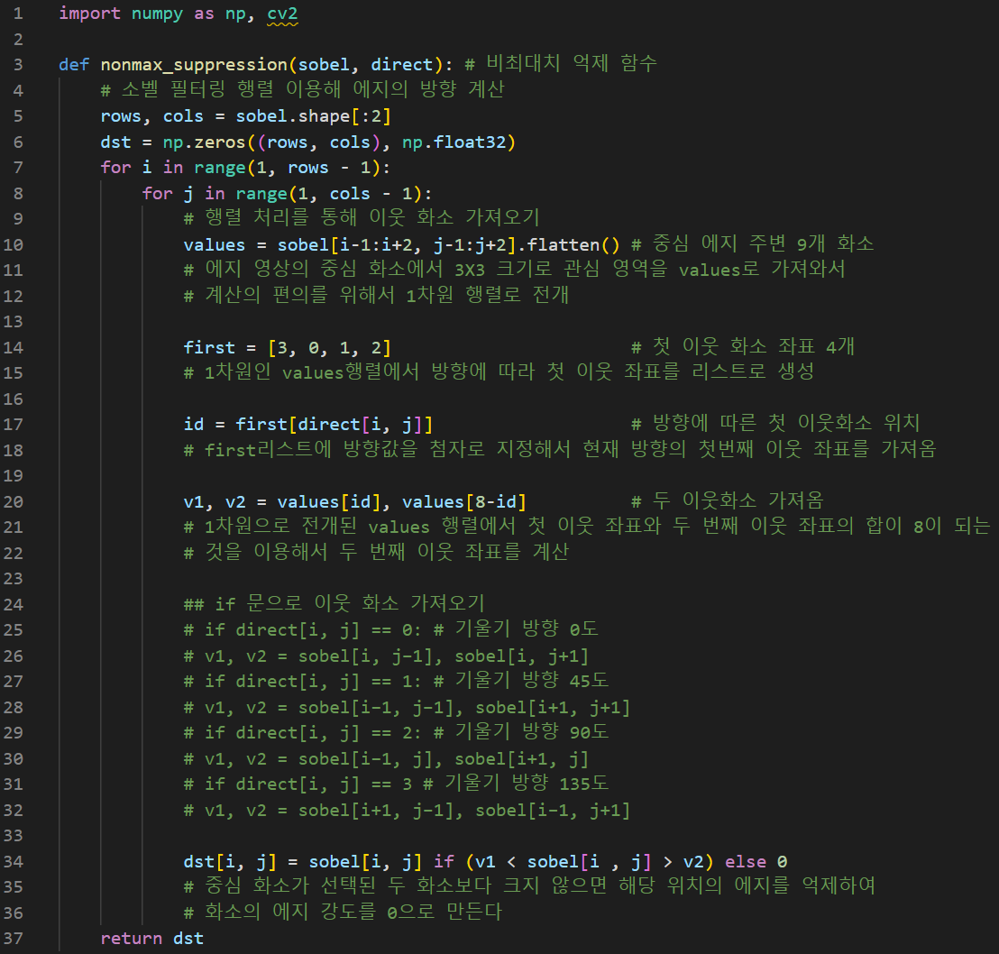 1 import numpy as np, cv2
2
3 def nonmax_suppression(sobel, direct): # 비최대치 억제 함수
4     # 소벨 필터링 행렬 이용해 에지의 방향 계산
5     rows, cols = sobel.shape[:2]
6     dst = np.zeros((rows, cols), np.float32)
7     for i in range(1, rows - 1):
8         for j in range(1, cols - 1):
9             # 행렬 처리를 통해 이웃 화소 가져오기
10             values = sobel[i-1:i+2, j-1:j+2].flatten() # 중심 에지 주변 9개 화소
11             # 에지 영상의 중심 화소에서 3X3 크기로 관심 영역을 values로 가져와서
12             # 계산의 편의를 위해서 1차원 행렬로 전개
13
14             first = [3, 0, 1, 2]                       # 첫 이웃 화소 좌표 4개
15             # 1차원인 values행렬에서 방향에 따라 첫 이웃 좌표를 리스트로 생성
16
17             id = first[direct[i, j]]                   # 방향에 따른 첫 이웃화소 위치
18             # first리스트에 방향값을 첨자로 지정해서 현재 방향의 첫번째 이웃 좌표를 가져옴
19
20             v1, v2 = values[id], values[8-id]          # 두 이웃화소 가져옴
21             # 1차원으로 전개된 values 행렬에서 첫 이웃 좌표와 두 번째 이웃 좌표의 합이 8이 되는
22             # 것을 이용해서 두 번째 이웃 좌표를 계산
23
24             ## if 문으로 이웃 화소 가져오기
25             # if direct[i, j] == 0: # 기울기 방향 0도
26             # v1, v2 = sobel[i, j-1], sobel[i, j+1]
27             # if direct[i, j] == 1: # 기울기 방향 45도
28             # v1, v2 = sobel[i-1, j-1], sobel[i+1, j+1]
29             # if direct[i, j] == 2: # 기울기 방향 90도
30             # v1, v2 = sobel[i-1, j], sobel[i+1, j]
31             # if direct[i, j] == 3 # 기울기 방향 135도
32             # v1, v2 = sobel[i+1, j-1], sobel[i-1, j+1]
33
34             dst[i, j] = sobel[i, j] if (v1 < sobel[i , j] > v2) else 0
35             # 중심 화소가 선택된 두 화소보다 크지 않으면 해당 위치의 에지를 억제하여
36             # 화소의 에지 강도를 0으로 만든다
37     return dst